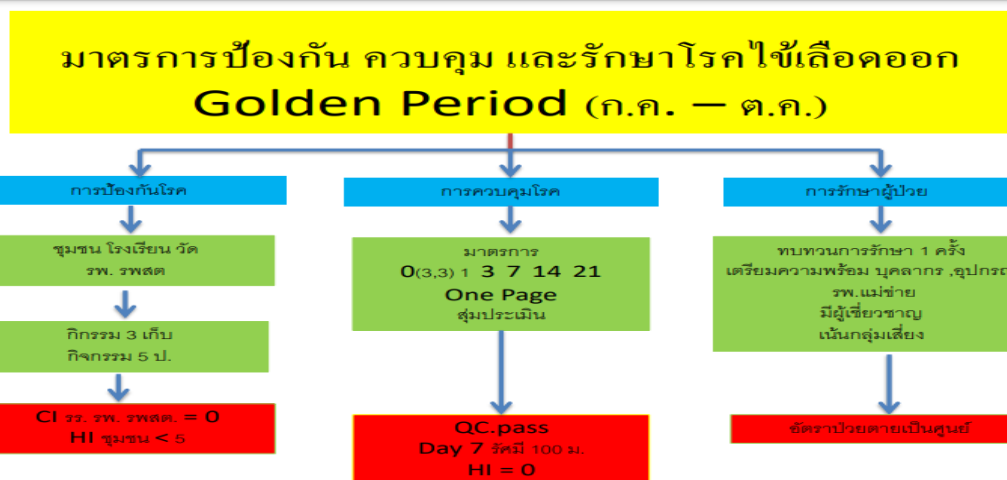 มาตรการป้องกัน ควบคุม และรักษาโรคไข้เลือดออก
Golden Period (ก.ค. – ต.ค.)
การป้องกันโรค
ชุมชน โรงเรียน วัด
รพ. รพสต
กิกรรม 3 เก็บ
กิจกรรม 5 ป.
CI รร. รพ. รพสต. = 0
HI ชุมชน < 5
การควบคุมโรค
มาตรการ
0(3,3) 1 3 7 14 21
One Page
สุ่มประเมิน
QC.pass
Day 7 รัศมี 100 ม.
HI = 0
การรักษาผู้ป่วย
ทบทวนการรักษา 1 ครั้ง
เตรียมความพร้อม บุคลากร ,อุปกรณ
รพ.แม่ข่าย
มีผู้เชี่ยวชาญ
เน้นกลุ่มเสี่ยง
อัตราป่วยตายเป็นศูนย์